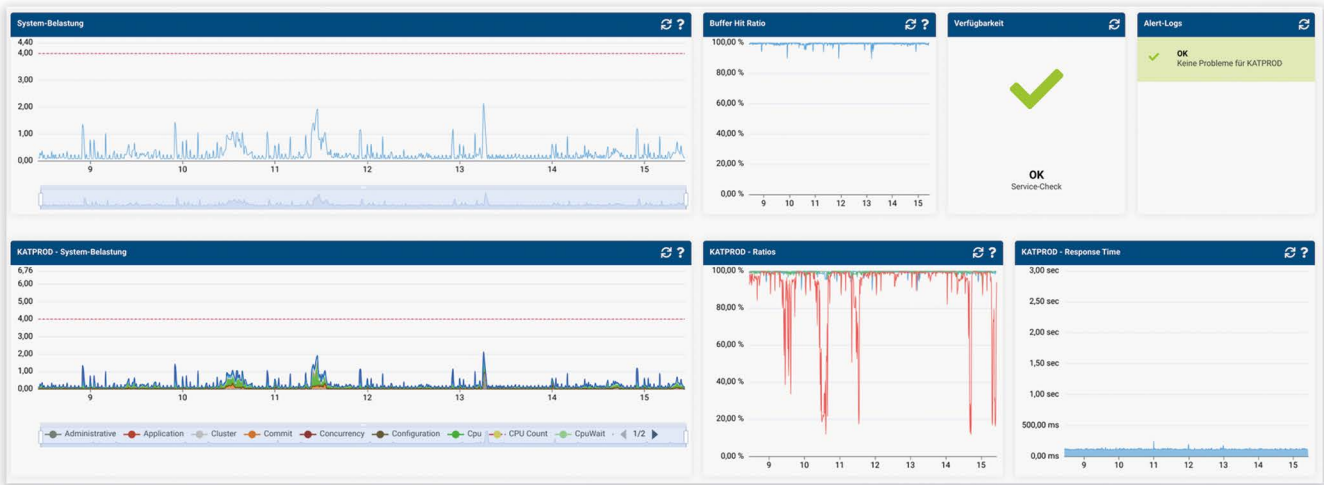 System-Belastung
?
4,40
4,00
3,00
2,00
1,00
0,00
9
10
11
12
13
14
15
Buffer Hit Ratio
100,00 %
80,00 %
60,00 %
40,00 %
20,00 %
0,00 %
9
10
11
12
13
14
15
Verfügbarkeit
OK
Service-Check
Alert-Logs
OK
Keine Probleme für KATPROD
KATPROD - System-Belastung
?
6,76
6,00
5,00
4,00
3,00
2,00
1,00
0,00
9
10
11
12
13
14
15
Administrative
Application
Cluster
Commit
Concurrency
Configuration
Cpu
CPU Count
CpuWait
1/2
KATPROD - Ratios
?
100,00 %
80,00 %
60,00 %
40,00 %
20,00 %
0,00 %
9
10
11
12
13
14
15
KATPROD - Response Time
?
3,00 sec
2,50 sec
2,00 sec
1,50 sec
1,00 sec
500,00 ms
0,00 ms
9
10
11
12
13
14
15